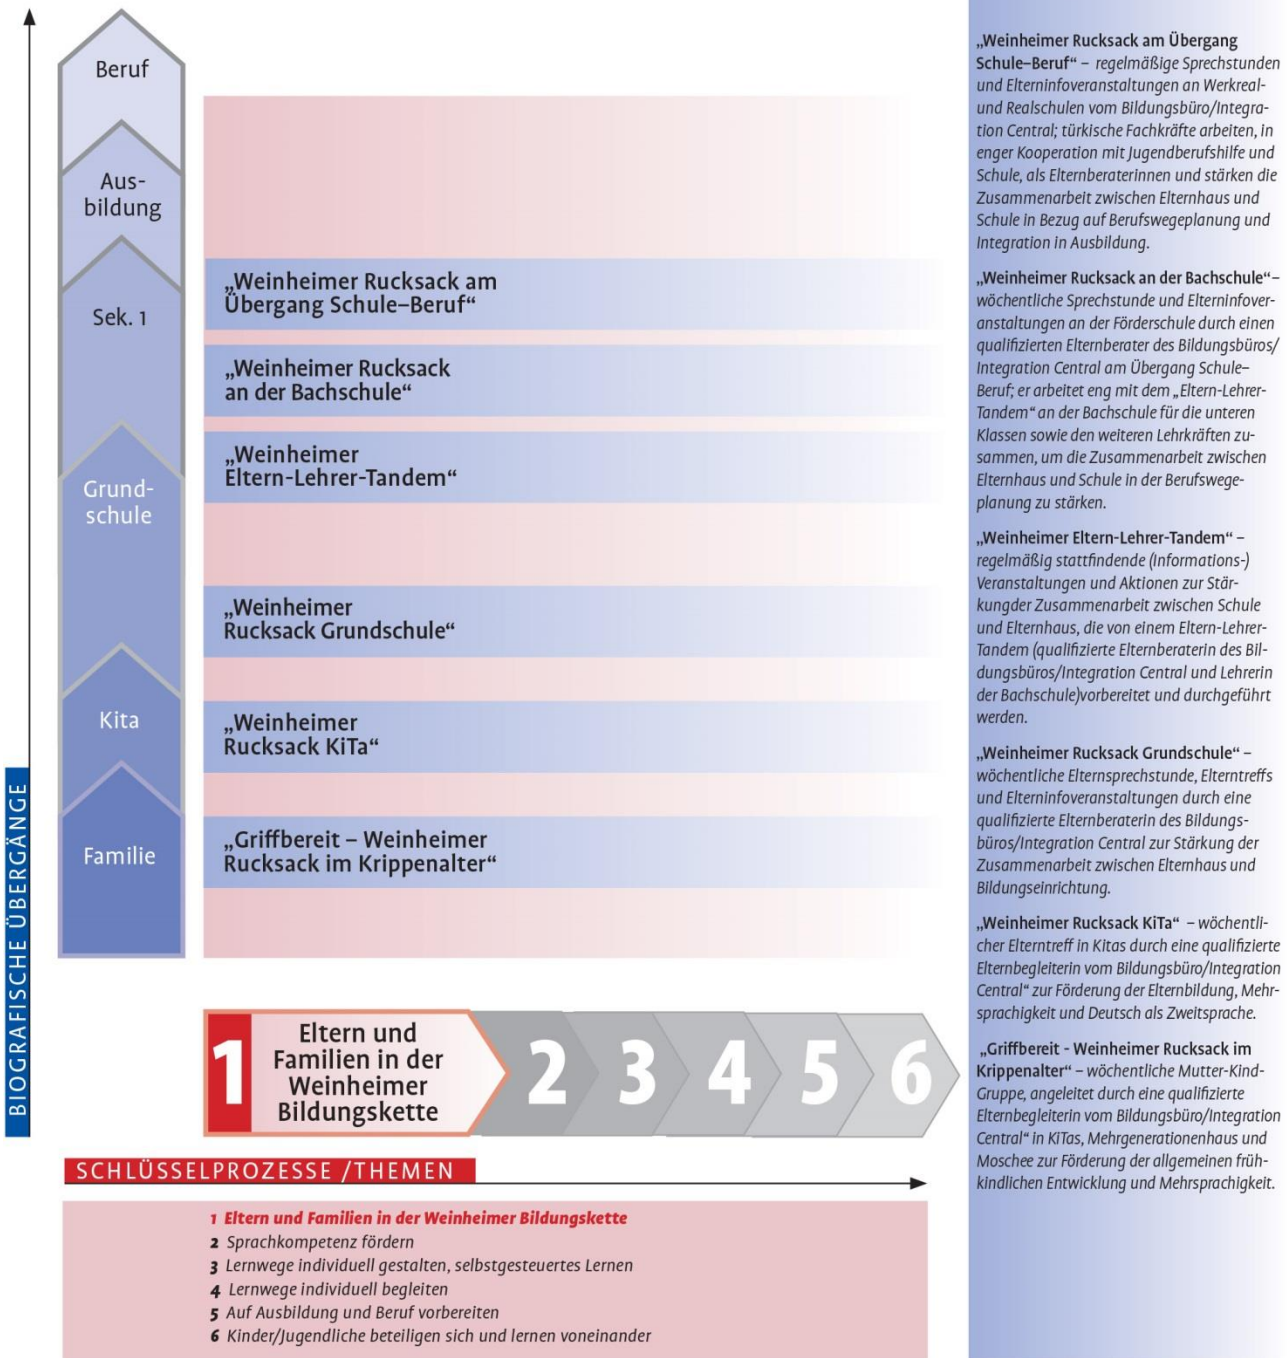 Beruf
Aus-
bildung
Sek. 1
Grund-
schule
Kita
Familie
BIOGRAFISCHE ÜBERGÄNGE
„Weinheimer Rucksack am
Übergang Schule–Beruf“
„Weinheimer Rucksack
an der Bachschule“
„Weinheimer
Eltern-Lehrer-Tandem“
„Weinheimer
Rucksack Grundschule“
„Weinheimer
Rucksack KiTa“
„Griffbereit – Weinheimer
Rucksack im Krippenalter“
1
Eltern und
Familien in der
Weinheimer
Bildungskette
2 3 4 5 6
SCHLÜSSELPROZESSE /THEMEN
1 Eltern und Familien in der Weinheimer Bildungskette
2 Sprachkompetenz fördern
3 Lernwege individuell gestalten, selbstgesteuertes Lernen
4 Lernwege individuell begleiten
5 Auf Ausbildung und Beruf vorbereiten
6 Kinder/Jugendliche beteiligen sich und lernen voneinander
„Weinheimer Rucksack am Übergang
Schule–Beruf“ – regelmäßige Sprechstunden
und Elterninfoveranstaltungen an Werkreal-
und Realschulen vom Bildungsbüro/Integra-
tion Central; türkische Fachkräfte arbeiten, in
enger Kooperation mit Jugendberufshilfe und
Schule, als Elternberaterinnen und stärken die
Zusammenarbeit zwischen Elternhaus und
Schule in Bezug auf Berufswegeplanung und
Integration in Ausbildung.
„Weinheimer Rucksack an der Bachschule“–
wöchentliche Sprechstunde und Elterninfover-
anstaltungen an der Förderschule durch einen
qualifizierten Elternberater des Bildungsbüros/
Integration Central am Übergang Schule–
Beruf; er arbeitet eng mit dem „Eltern-Lehrer-
Tandem“ an der Bachschule für die unteren
Klassen sowie den weiteren Lehrkräften zu-
sammen, um die Zusammenarbeit zwischen
Elternhaus und Schule in der Berufswege-
planung zu stärken.
„Weinheimer Eltern-Lehrer-Tandem“ –
regelmäßig stattfindende (Informations-)
Veranstaltungen und Aktionen zur Stär-
kungder Zusammenarbeit zwischen Schule
und Elternhaus, die von einem Eltern-Lehrer-
Tandem (qualifizierte Elternberaterin des Bil-
dungsbüros/Integration Central und Lehrerin
der Bachschule)vorbereitet und durchgeführt
werden.
„Weinheimer Rucksack Grundschule“ –
wöchentliche Elternsprechstunde, Elterntreffs
und Elterninfoveranstaltungen durch eine
qualifizierte Elternberaterin des Bildungs-
büros/Integration Central zur Stärkung der
Zusammenarbeit zwischen Elternhaus und
Bildungseinrichtung.
„Weinheimer Rucksack KiTa“ – wöchentli-
cher Elterntreff in Kitas durch eine qualifizierte
Elternbegleiterin vom Bildungsbüro/Integration
Central“ zur Förderung der Elternbildung, Mehr-
sprachigkeit und Deutsch als Zweitsprache.
„Griffbereit - Weinheimer Rucksack im
Krippenalter“ – wöchentliche Mutter-Kind-
Gruppe, angeleitet durch eine qualifizierte
Elternbegleiterin vom Bildungsbüro/Integration
Central“ in KiTas, Mehrgenerationenhaus und
Moschee zur Förderung der allgemeinen früh-
kindlichen Entwicklung und Mehrsprachigkeit.